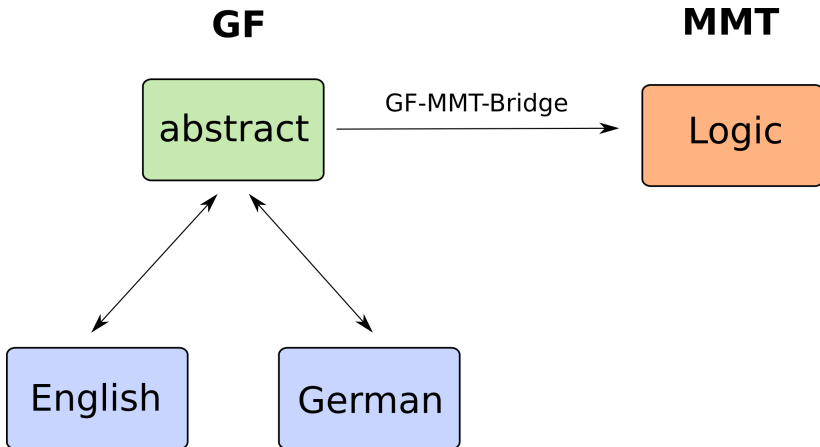 GF
MMT
abstract
GF-MMT-Bridge
Logic
English
German